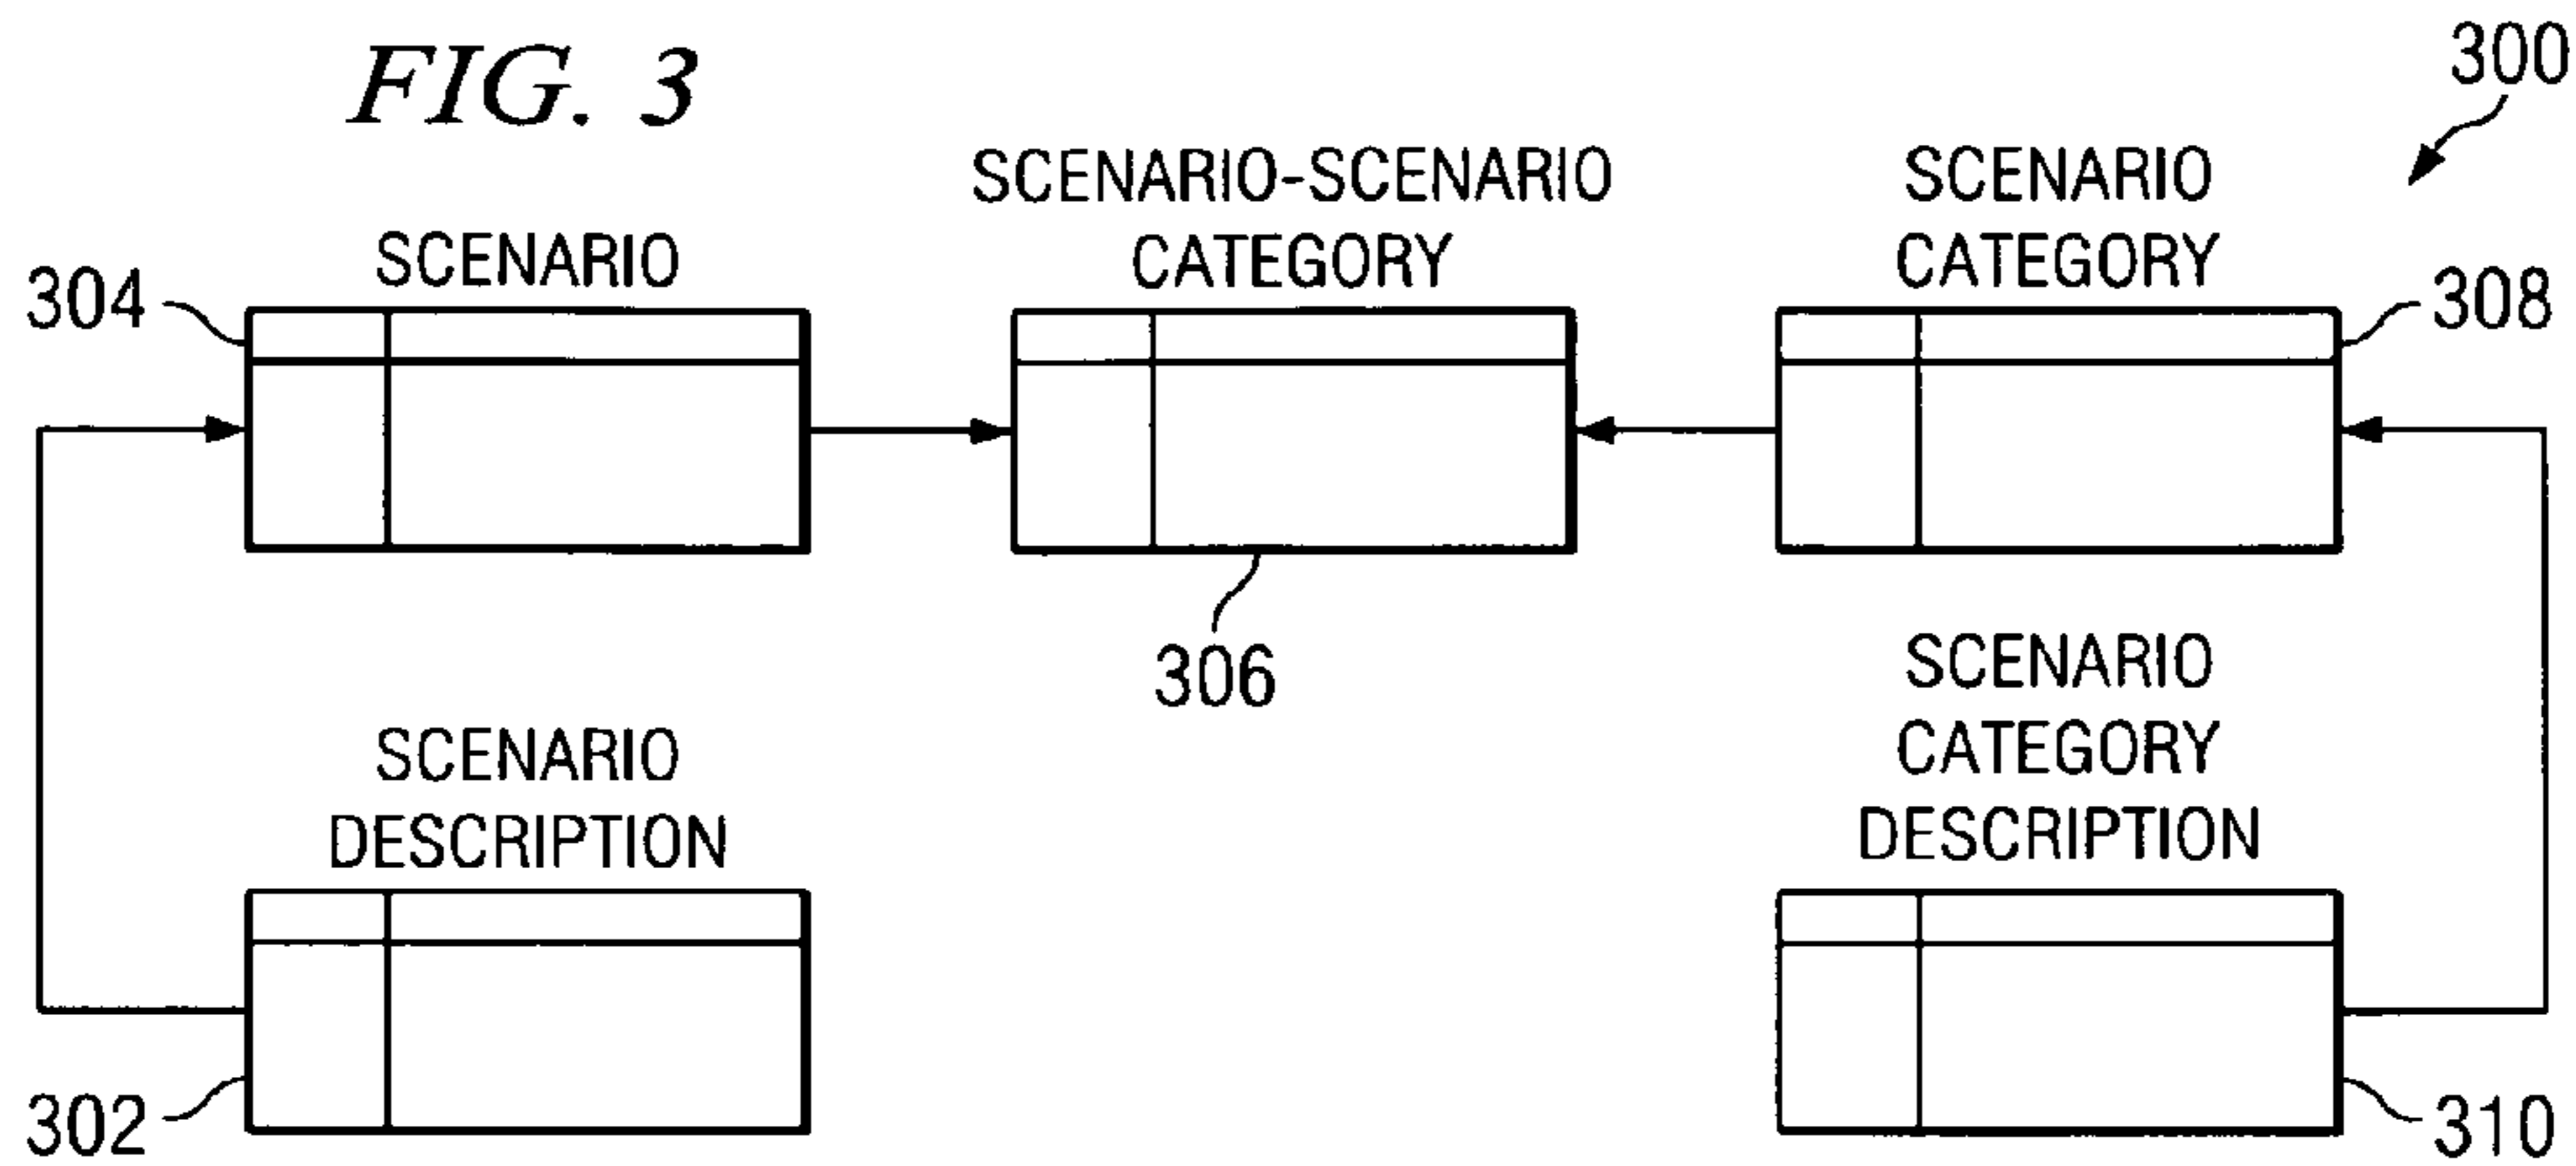 FIG. 3
300
SCENARIO
SCENARIO-SCENARIO
CATEGORY
SCENARIO
CATEGORY
304
308
306
SCENARIO
DESCRIPTION
SCENARIO
CATEGORY
DESCRIPTION
302
310